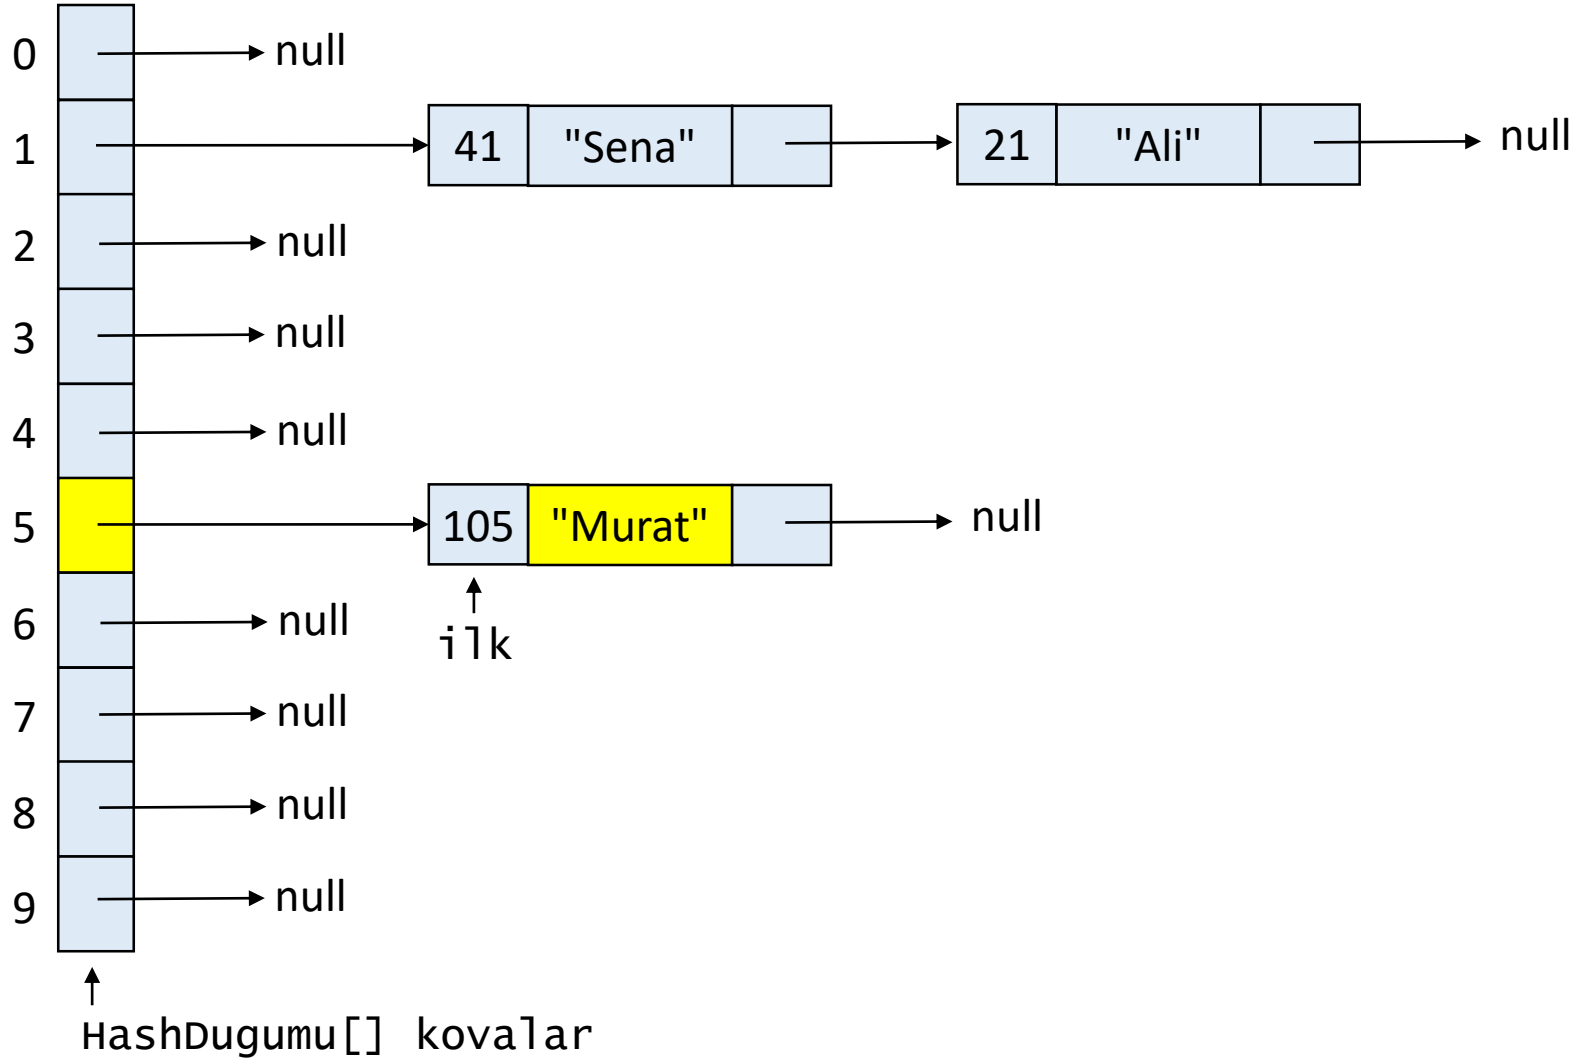 0 null
1 41 "Sena" 21 "Ali" null
2 null
3 null
4 null
5 105 "Murat" null
ilk
6 null
7 null
8 null
9 null
HashDugumu[] kovalar